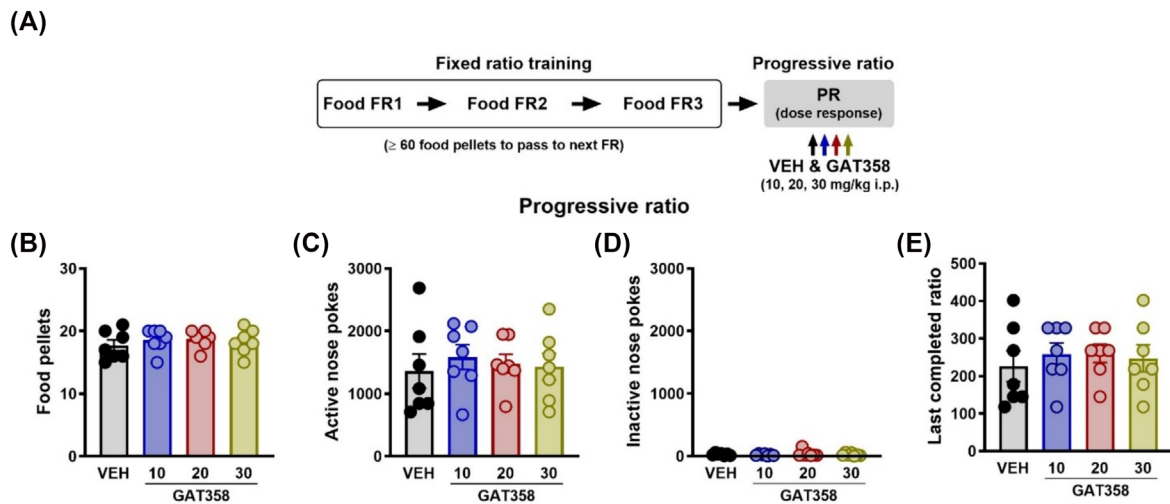 (A)
Fixed ratio training
Progressive ratio
Food FR1
Food FR2
Food FR3
PR
(dose response)
(≥ 60 food pellets to pass to next FR)
VEH & GAT358
(10, 20, 30 mg/kg i.p.)
Progressive ratio
(B)
Food pellets
30
20
10
0
VEH 10 20 30
GAT358
(C)
Active nose pokes
3000
2000
1000
0
VEH 10 20 30
GAT358
(D)
Inactive nose pokes
3000
2000
1000
0
VEH 10 20 30
GAT358
(E)
Last completed ratio
500
400
300
200
100
0
VEH 10 20 30
GAT358